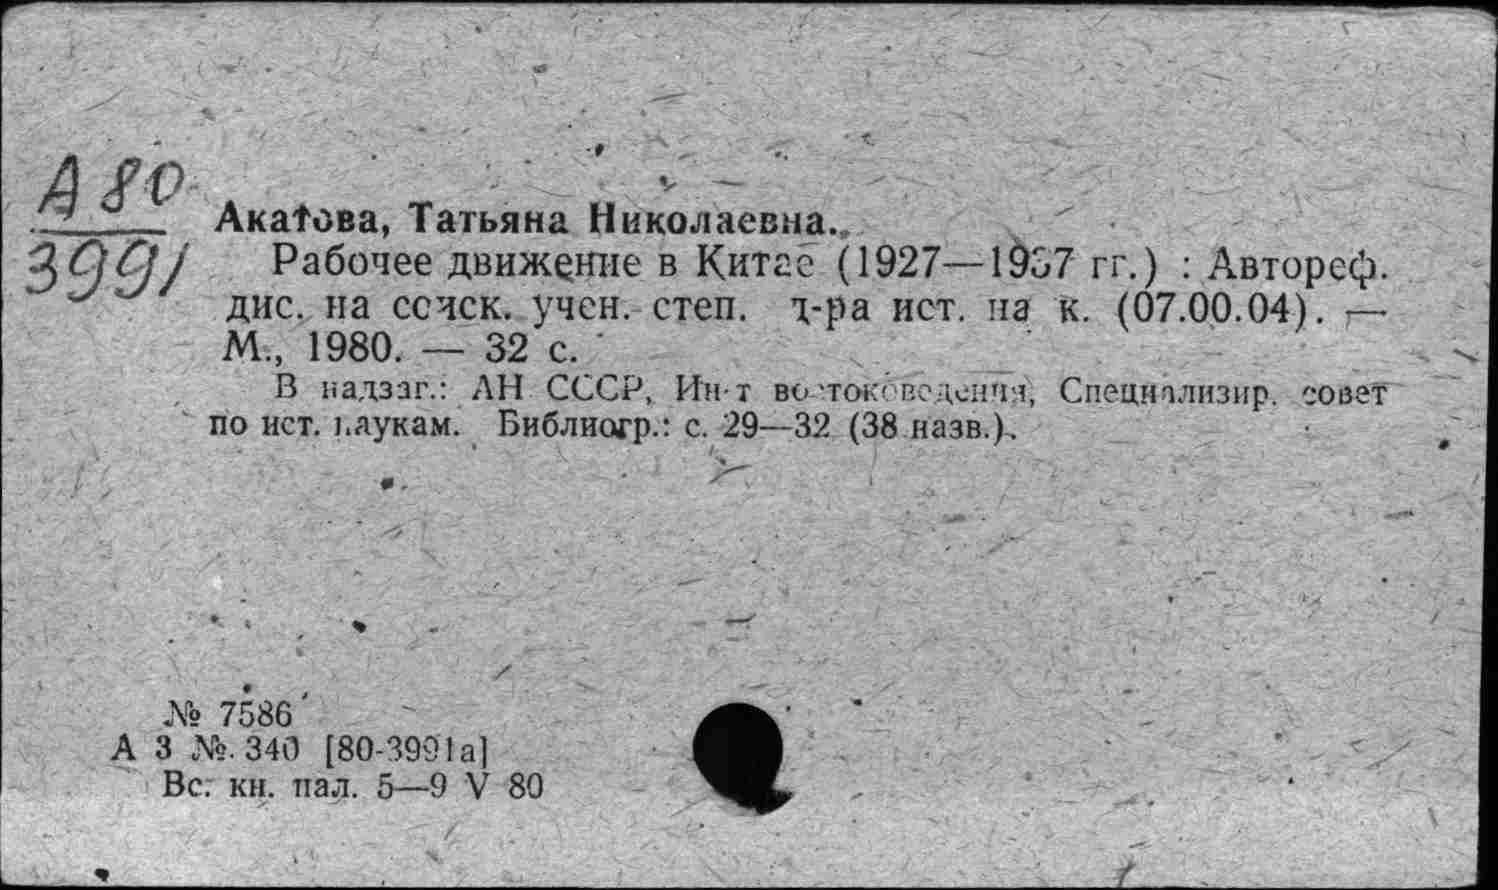 А 80
3991
Акатова, Татьяна Николаевна.
Рабочее движение в Китае (1927—1937 гг.) : Автореф.
дис. на соиск. учен. степ. д-ра ист. на к. (07.00.04). —
М., 1980. — 32 с.
В надзаг.: АН СССР, Ин-т востоковедения, Специализир. совет
по ист. наукам. Библиогр.: с. 29—32 (38 назв.).
№ 7586
А З № 340 [80-3991а]
Вс. кн. пал. 5—9 V 80